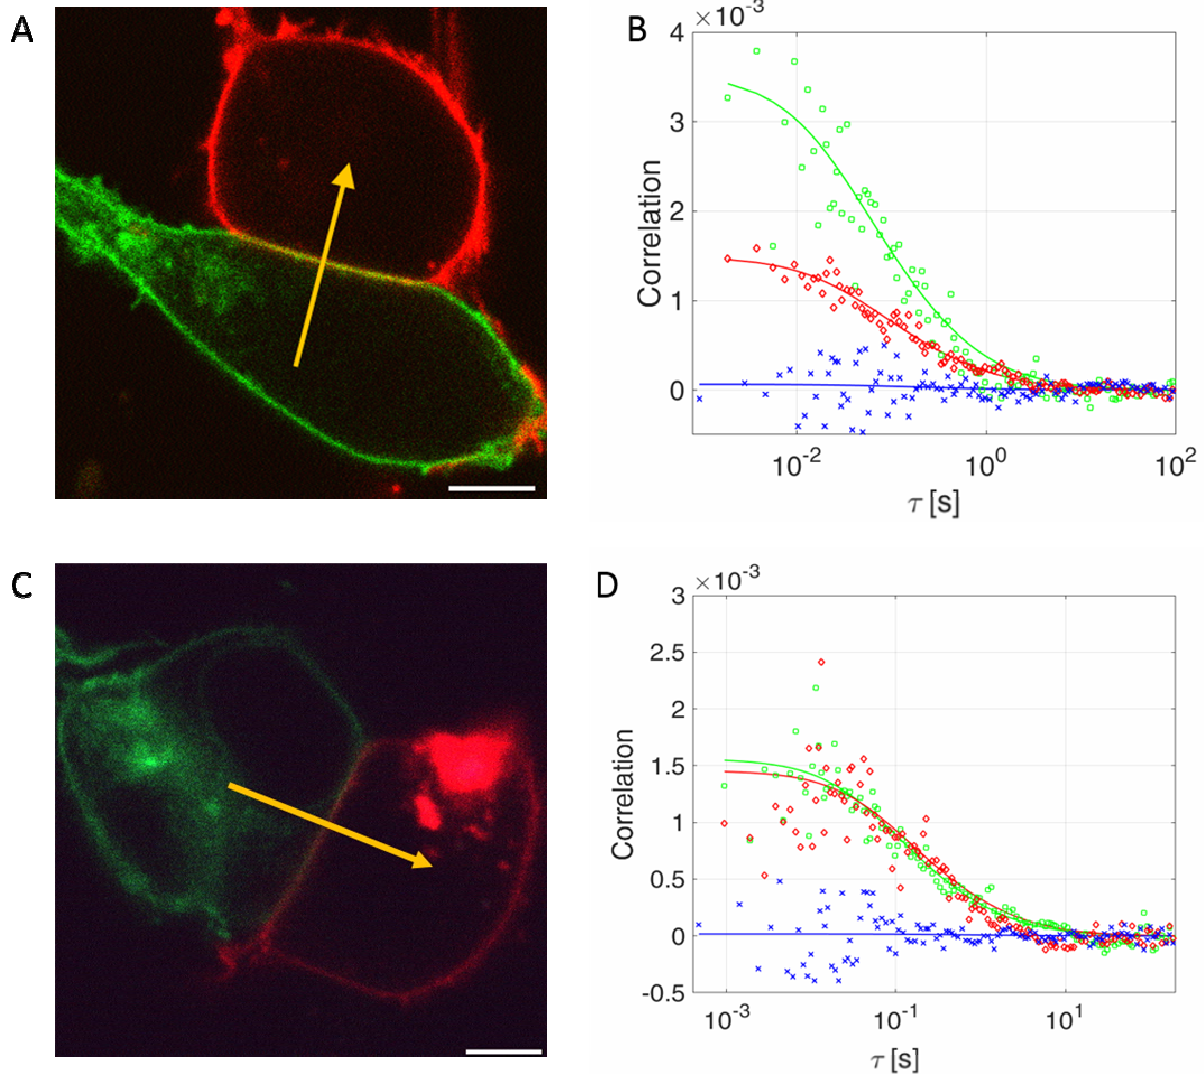 A
B
×10⁻³
4
3
2
1
0
Correlation
10⁻²
10⁰
10²
τ [s]
C
D
×10⁻³
3
2.5
2
1.5
1
0.5
0
-0.5
Correlation
10⁻³
10⁻¹
10¹
τ [s]